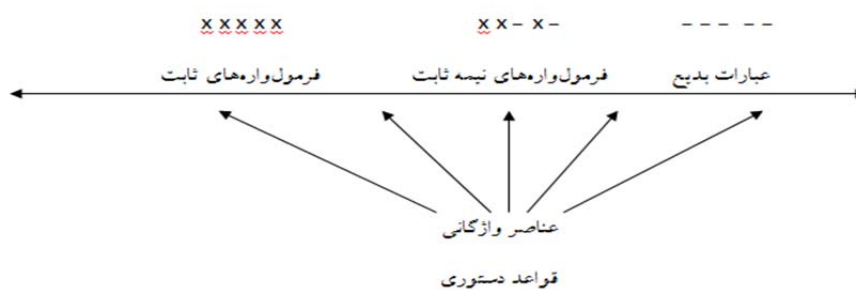 x x x x x    x x – x –    – – –  – –
عبارات بدیع    فرمول‌واره‌های نیمه ثابت    فرمول‌واره‌های ثابت
عناصر واژگانی
قواعد دستوری